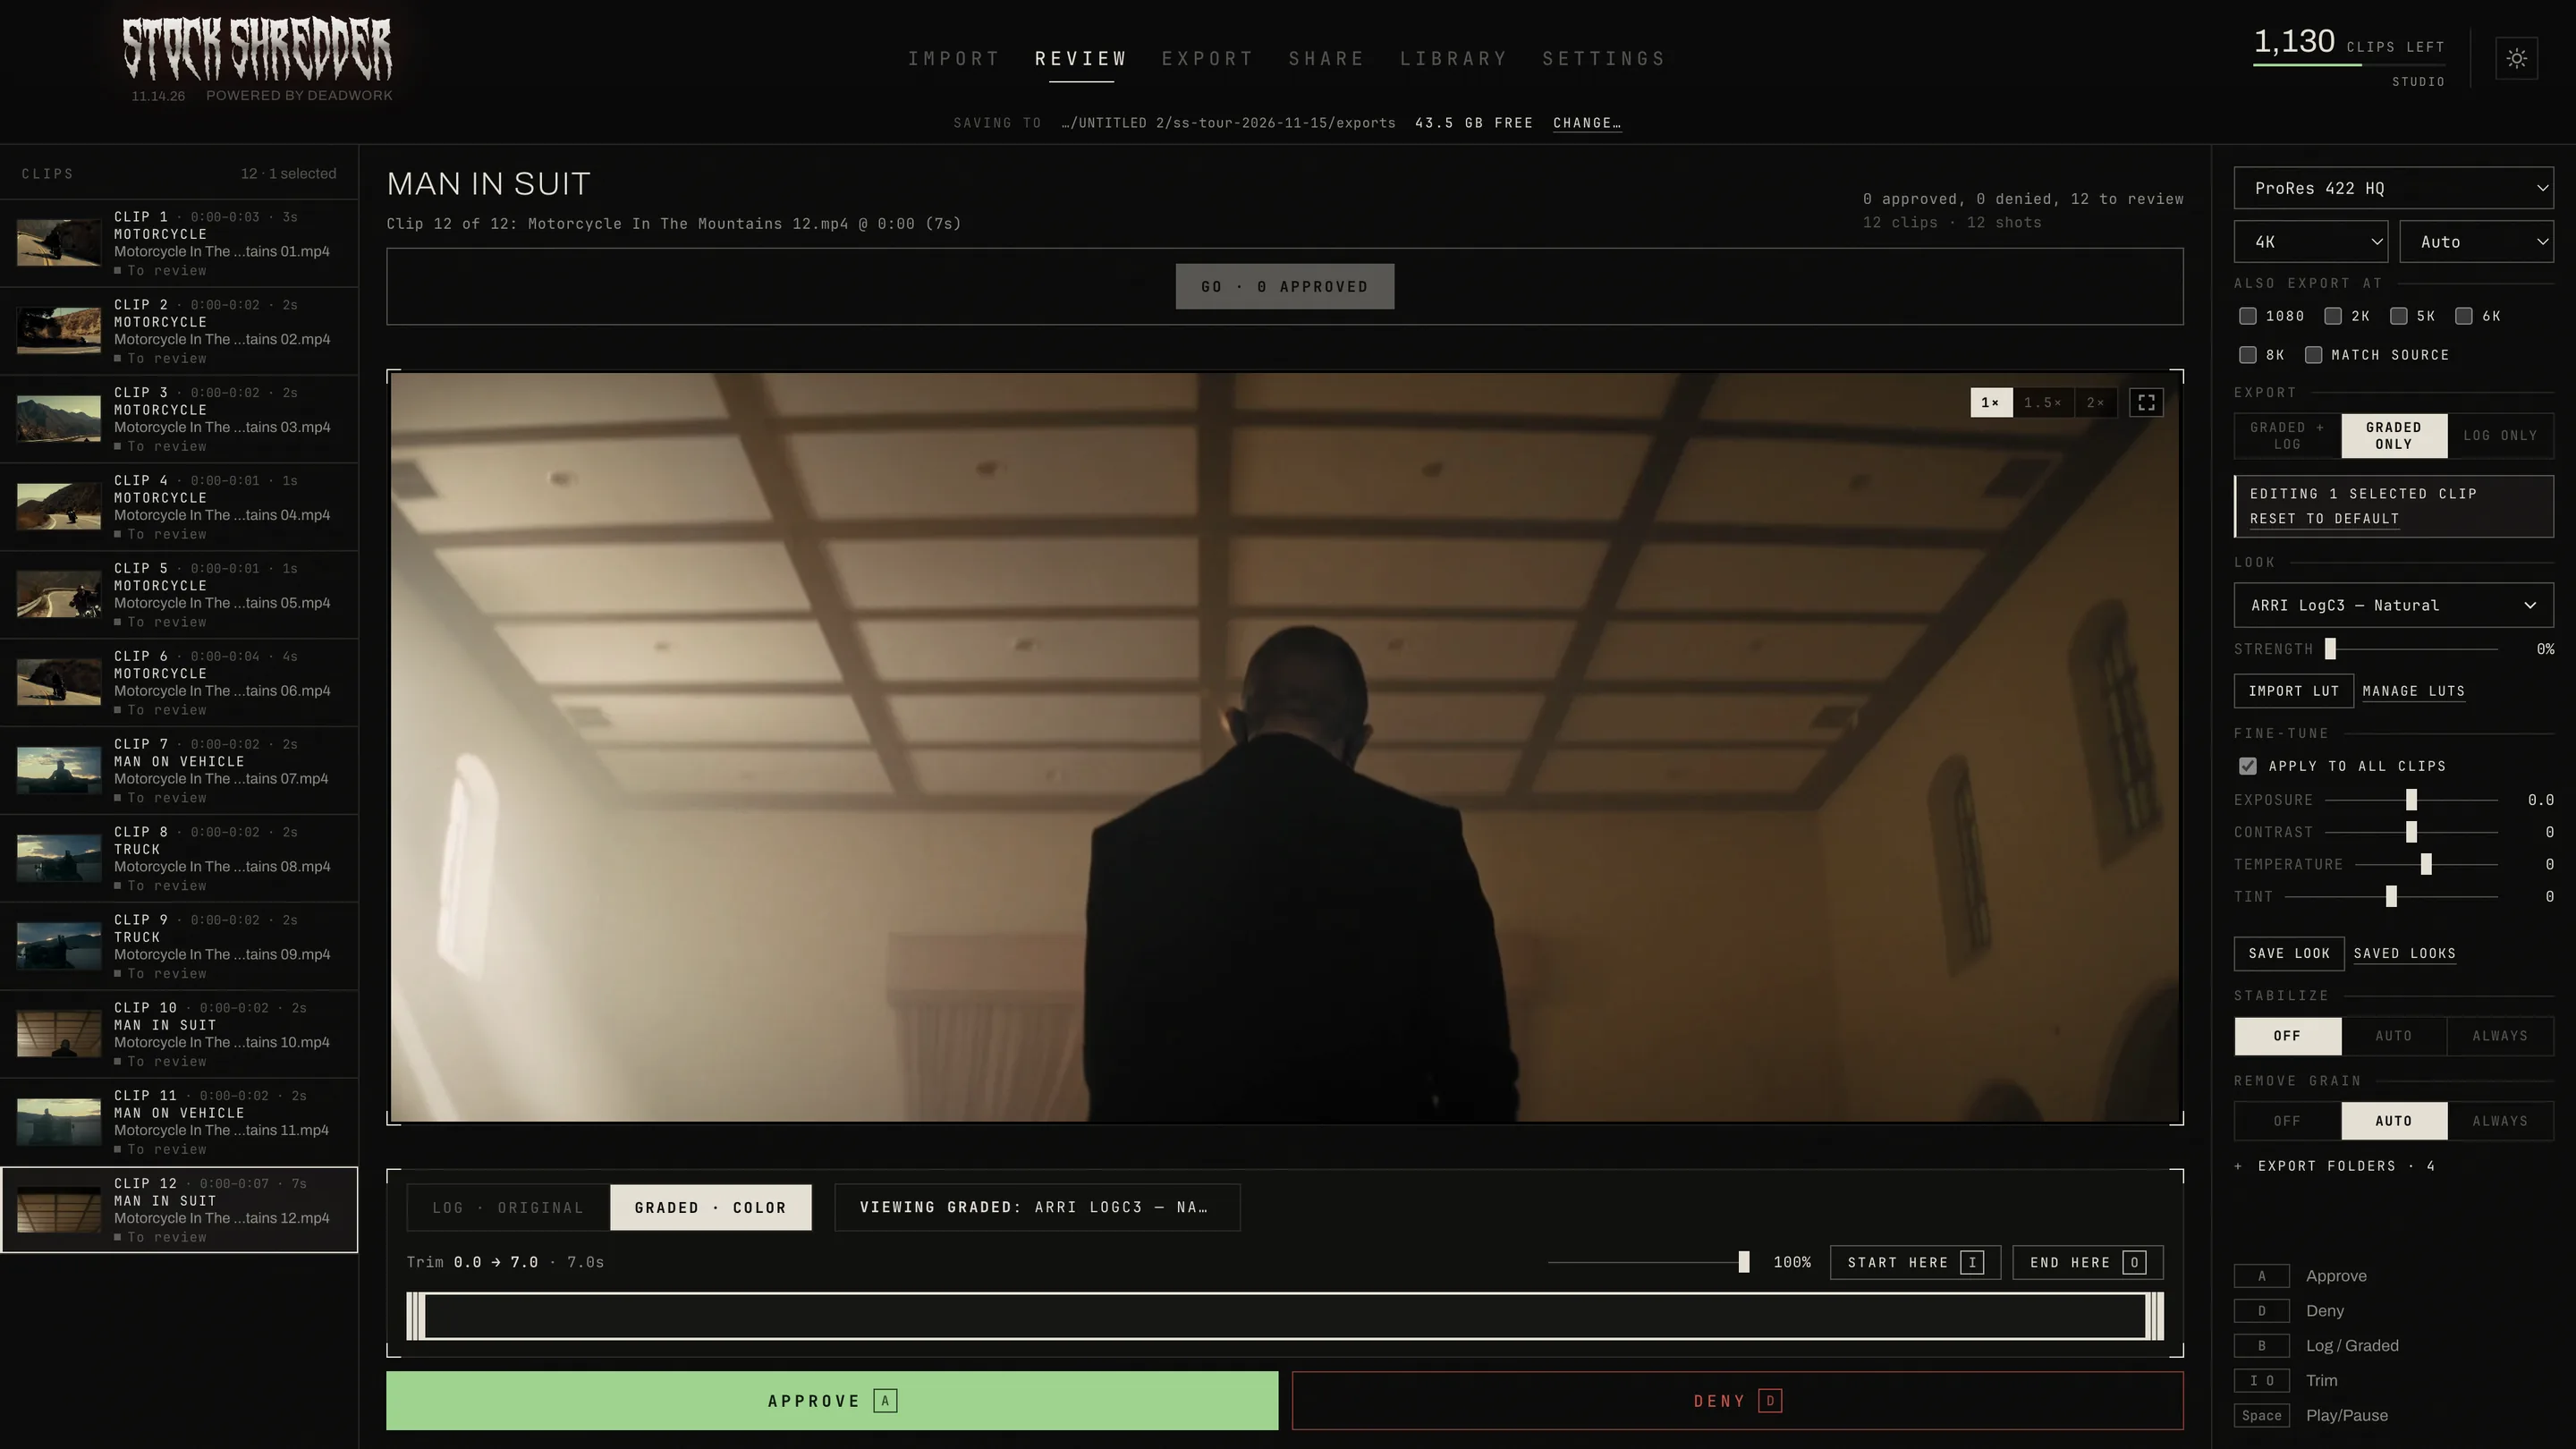 STOCK SHREDDER
11.14.26 POWERED BY DEADWORK
IMPORT REVIEW EXPORT SHARE LIBRARY SETTINGS
1,130 CLIPS LEFT
STUDIO
SAVING TO …/UNTITLED 2/ss-tour-2026-11-15/exports 43.5 GB FREE CHANGE…
CLIPS 12 · 1 selected
CLIP 1 · 0:00–0:03 · 3s
MOTORCYCLE
Motorcycle In The ...tains 01.mp4
To review
CLIP 2 · 0:00–0:02 · 2s
MOTORCYCLE
Motorcycle In The ...tains 02.mp4
To review
CLIP 3 · 0:00–0:02 · 2s
MOTORCYCLE
Motorcycle In The ...tains 03.mp4
To review
CLIP 4 · 0:00–0:01 · 1s
MOTORCYCLE
Motorcycle In The ...tains 04.mp4
To review
CLIP 5 · 0:00–0:01 · 1s
MOTORCYCLE
Motorcycle In The ...tains 05.mp4
To review
CLIP 6 · 0:00–0:04 · 4s
MOTORCYCLE
Motorcycle In The ...tains 06.mp4
To review
CLIP 7 · 0:00–0:02 · 2s
MAN ON VEHICLE
Motorcycle In The ...tains 07.mp4
To review
CLIP 8 · 0:00–0:02 · 2s
TRUCK
Motorcycle In The ...tains 08.mp4
To review
CLIP 9 · 0:00–0:02 · 2s
TRUCK
Motorcycle In The ...tains 09.mp4
To review
CLIP 10 · 0:00–0:02 · 2s
MAN IN SUIT
Motorcycle In The ...tains 10.mp4
To review
CLIP 11 · 0:00–0:02 · 2s
MAN ON VEHICLE
Motorcycle In The ...tains 11.mp4
To review
CLIP 12 · 0:00–0:07 · 7s
MAN IN SUIT
Motorcycle In The ...tains 12.mp4
To review
MAN IN SUIT
Clip 12 of 12: Motorcycle In The Mountains 12.mp4 @ 0:00 (7s)
0 approved, 0 denied, 12 to review
12 clips · 12 shots
GO · 0 APPROVED
1× 1.5× 2×
LOG · ORIGINAL GRADED · COLOR VIEWING GRADED: ARRI LOGC3 — NA…
Trim 0.0 → 7.0 · 7.0s 100% START HERE I END HERE O
APPROVE A DENY D
ProRes 422 HQ
4K Auto
ALSO EXPORT AT
1080 2K 5K 6K
8K MATCH SOURCE
EXPORT
GRADED + LOG GRADED ONLY LOG ONLY
EDITING 1 SELECTED CLIP
RESET TO DEFAULT
LOOK
ARRI LogC3 — Natural
STRENGTH 0%
IMPORT LUT MANAGE LUTS
FINE-TUNE
APPLY TO ALL CLIPS
EXPOSURE 0.0
CONTRAST 0
TEMPERATURE 0
TINT 0
SAVE LOOK SAVED LOOKS
STABILIZE
OFF AUTO ALWAYS
REMOVE GRAIN
OFF AUTO ALWAYS
+ EXPORT FOLDERS · 4
A Approve
D Deny
B Log / Graded
I O Trim
Space Play/Pause